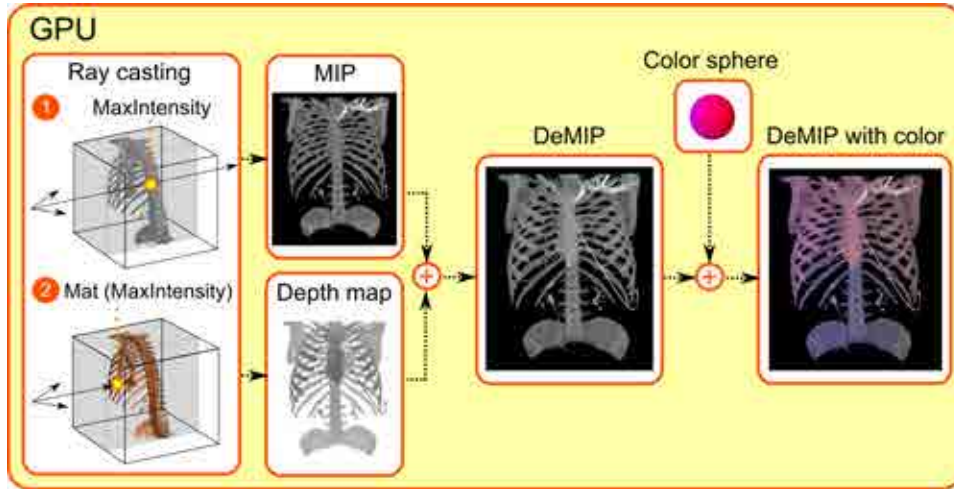 GPU
Ray casting
1 MaxIntensity
2 Mat (MaxIntensity)
MIP
Depth map
DeMIP
Color sphere
DeMIP with color